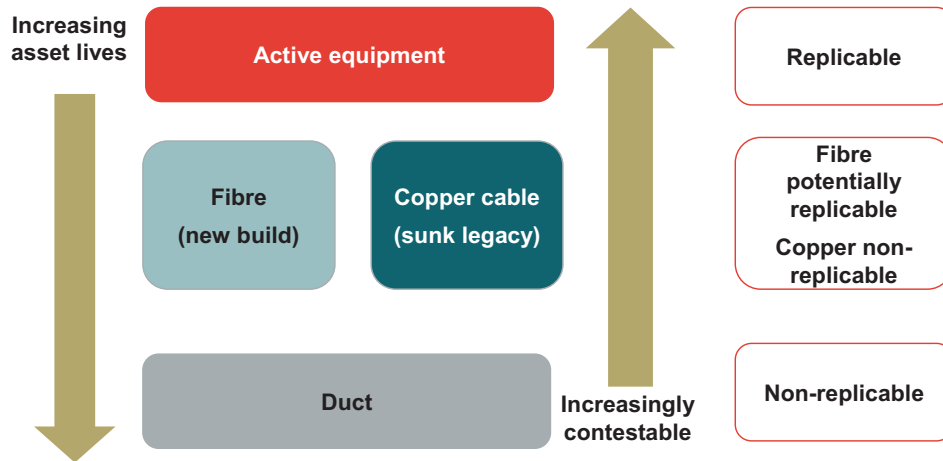 Increasing
asset lives
Active equipment
Replicable
Fibre
(new build)
Copper cable
(sunk legacy)
Fibre
potentially
replicable
Copper non-
replicable
Duct
Increasingly
contestable
Non-replicable